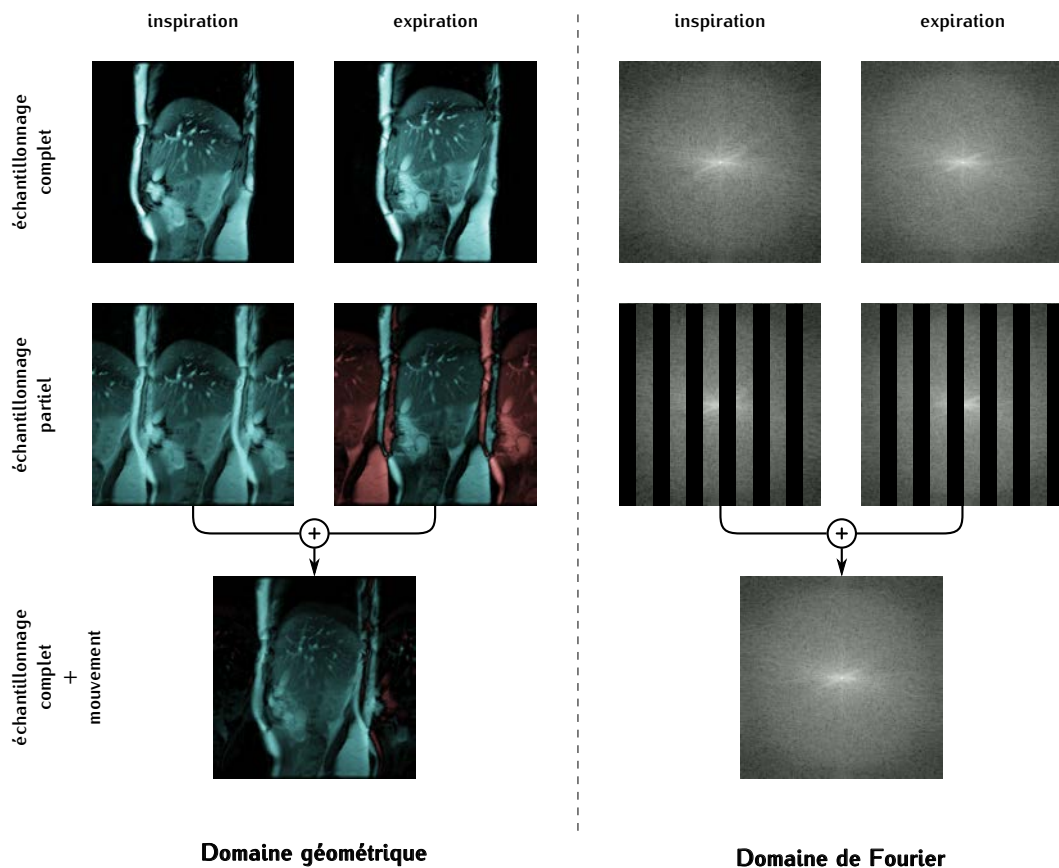 inspiration
expiration
inspiration
expiration
échantillonnage
complet
échantillonnage
partiel
+
+
échantillonnage
complet
+
mouvement
Domaine géométrique
Domaine de Fourier